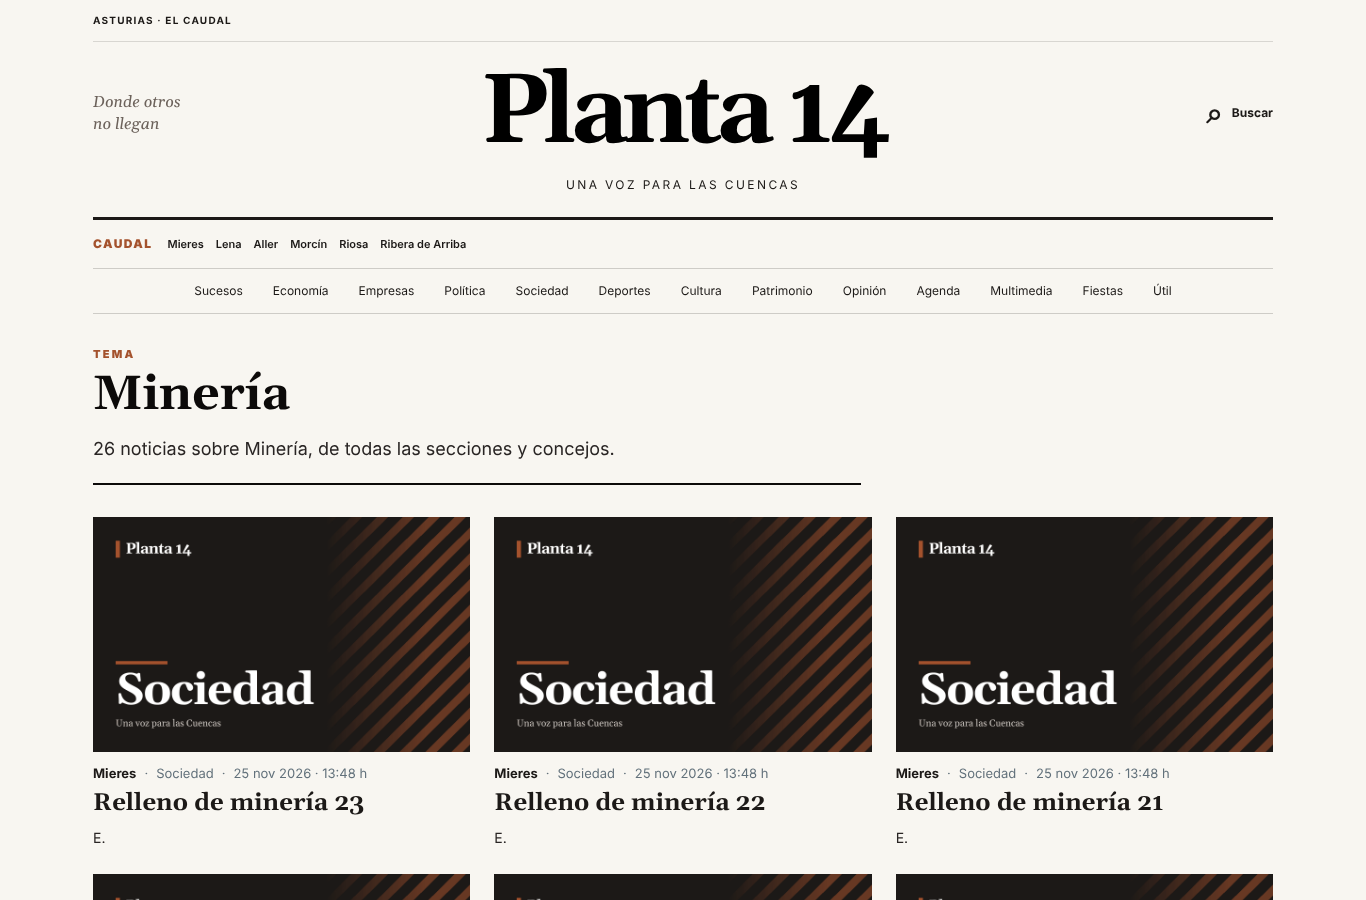 ASTURIAS · EL CAUDAL
Donde otros
no llegan
Planta 14
UNA VOZ PARA LAS CUENCAS
Buscar
CAUDAL Mieres Lena Aller Morcín Riosa Ribera de Arriba
Sucesos Economía Empresas Política Sociedad Deportes Cultura Patrimonio Opinión Agenda Multimedia Fiestas Útil
TEMA
Minería
26 noticias sobre Minería, de todas las secciones y concejos.
Planta 14
Sociedad
Una voz para las Cuencas
Mieres · Sociedad · 25 nov 2026 · 13:48 h
Relleno de minería 23
E.
Planta 14
Sociedad
Una voz para las Cuencas
Mieres · Sociedad · 25 nov 2026 · 13:48 h
Relleno de minería 22
E.
Planta 14
Sociedad
Una voz para las Cuencas
Mieres · Sociedad · 25 nov 2026 · 13:48 h
Relleno de minería 21
E.